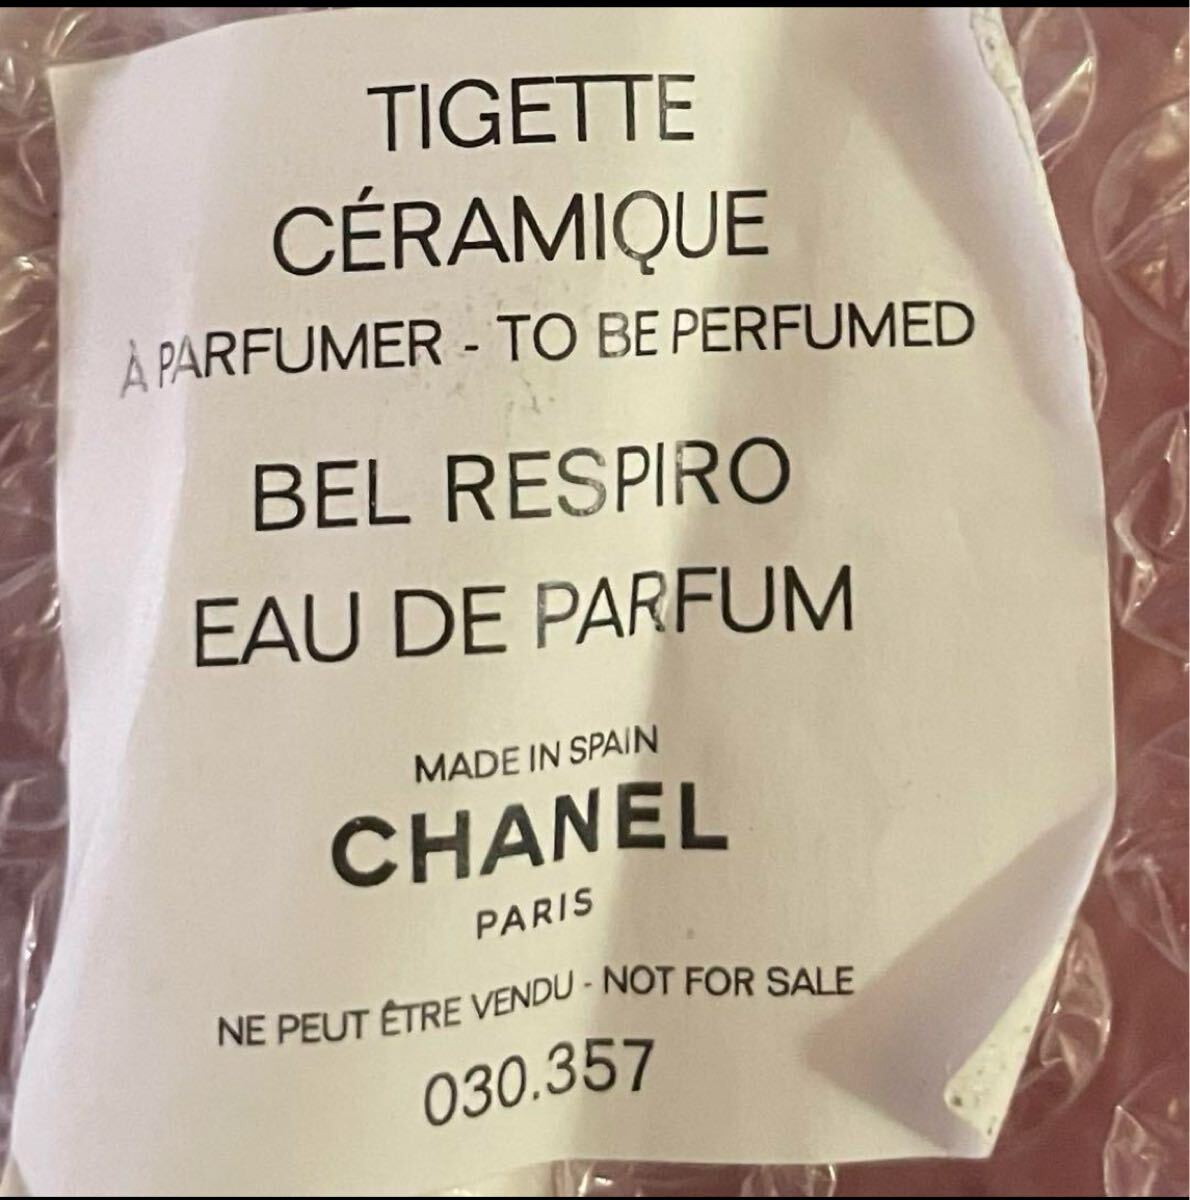 TIGETTE
CÉRAMIQUE
À PARFUMER - TO BE PERFUMED
BEL RESPIRO
EAU DE PARFUM
MADE IN SPAIN
CHANEL
PARIS
NE PEUT ÊTRE VENDU - NOT FOR SALE
030.357